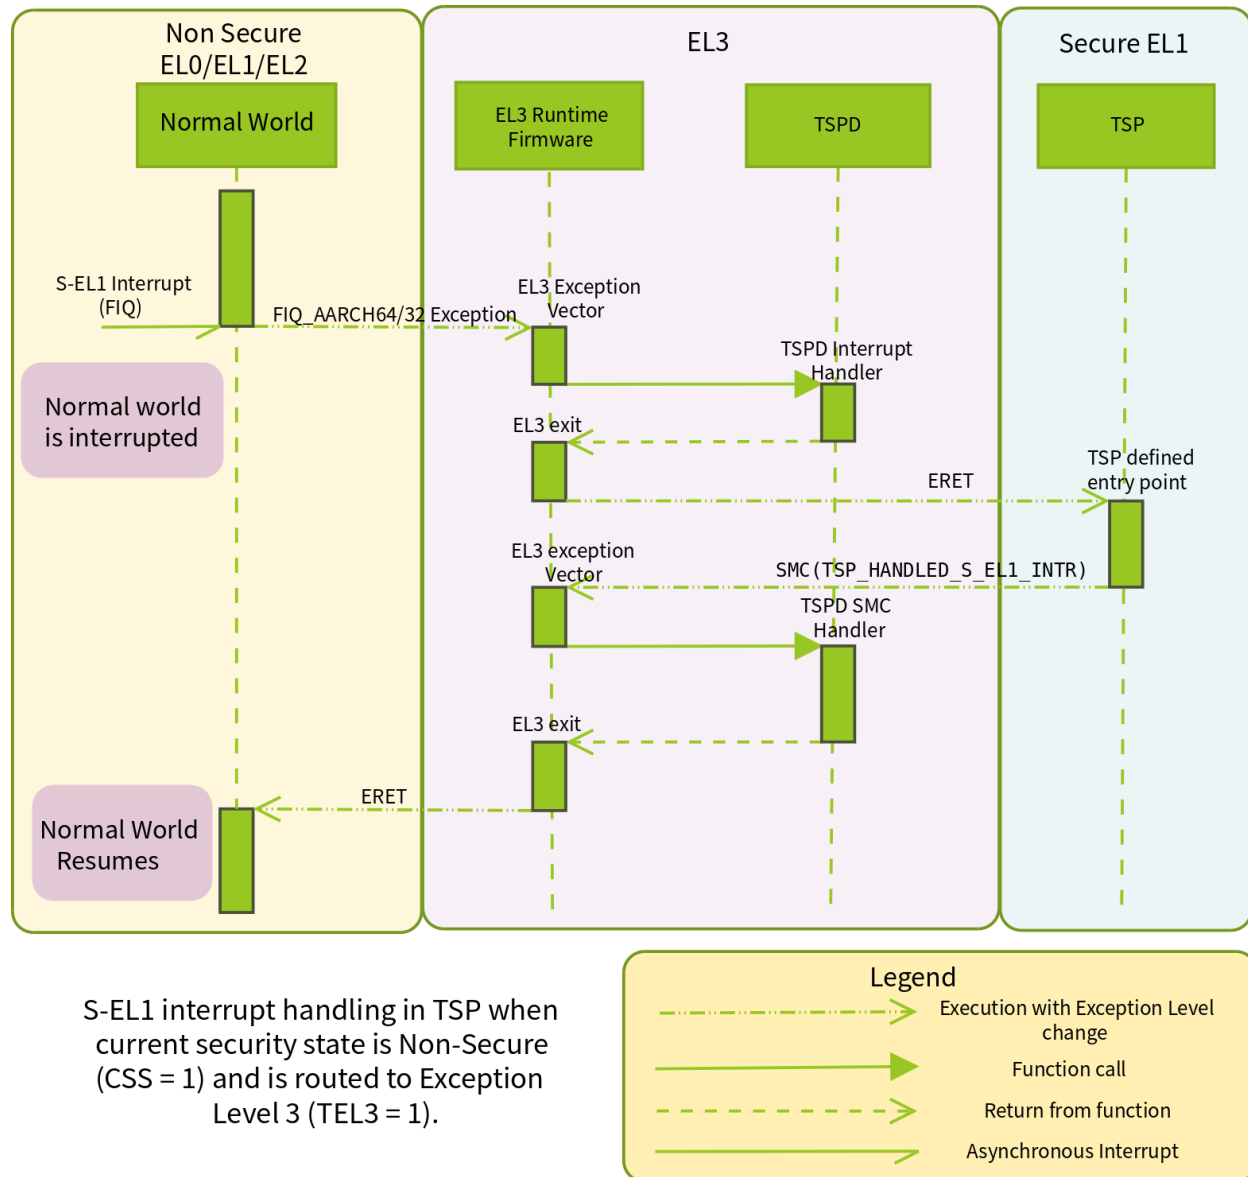 Non Secure
EL0/EL1/EL2
EL3
Secure EL1
Normal World
EL3 Runtime
Firmware
TSPD
TSP
S-EL1 Interrupt
(FIQ)
FIQ_AARCH64/32 Exception
EL3 Exception
Vector
TSPD Interrupt
Handler
Normal world
is interrupted
EL3 exit
ERET
TSP defined
entry point
EL3 exception
Vector
SMC(TSP_HANDLED_S_EL1_INTR)
TSPD SMC
Handler
EL3 exit
ERET
Normal World
Resumes
S-EL1 interrupt handling in TSP when
current security state is Non-Secure
(CSS = 1) and is routed to Exception
Level 3 (TEL3 = 1).
Legend
Execution with Exception Level
change
Function call
Return from function
Asynchronous Interrupt